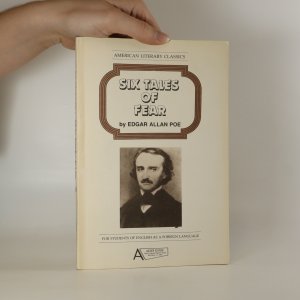 AMERICAN LITERARY CLASSICS
SIX TALES
OF
FEAR
by EDGAR ALLAN POE
FOR STUDENTS OF ENGLISH AS A FOREIGN LANGUAGE
A